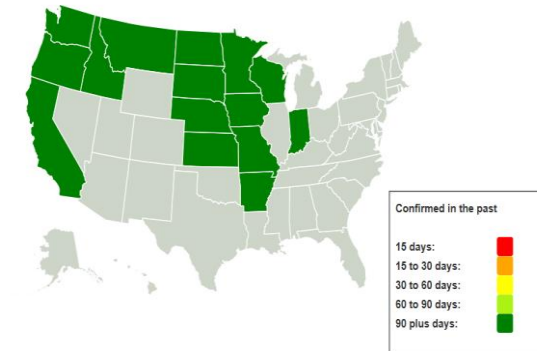 Confirmed in the past
15 days:
15 to 30 days:
30 to 60 days:
60 to 90 days:
90 plus days: